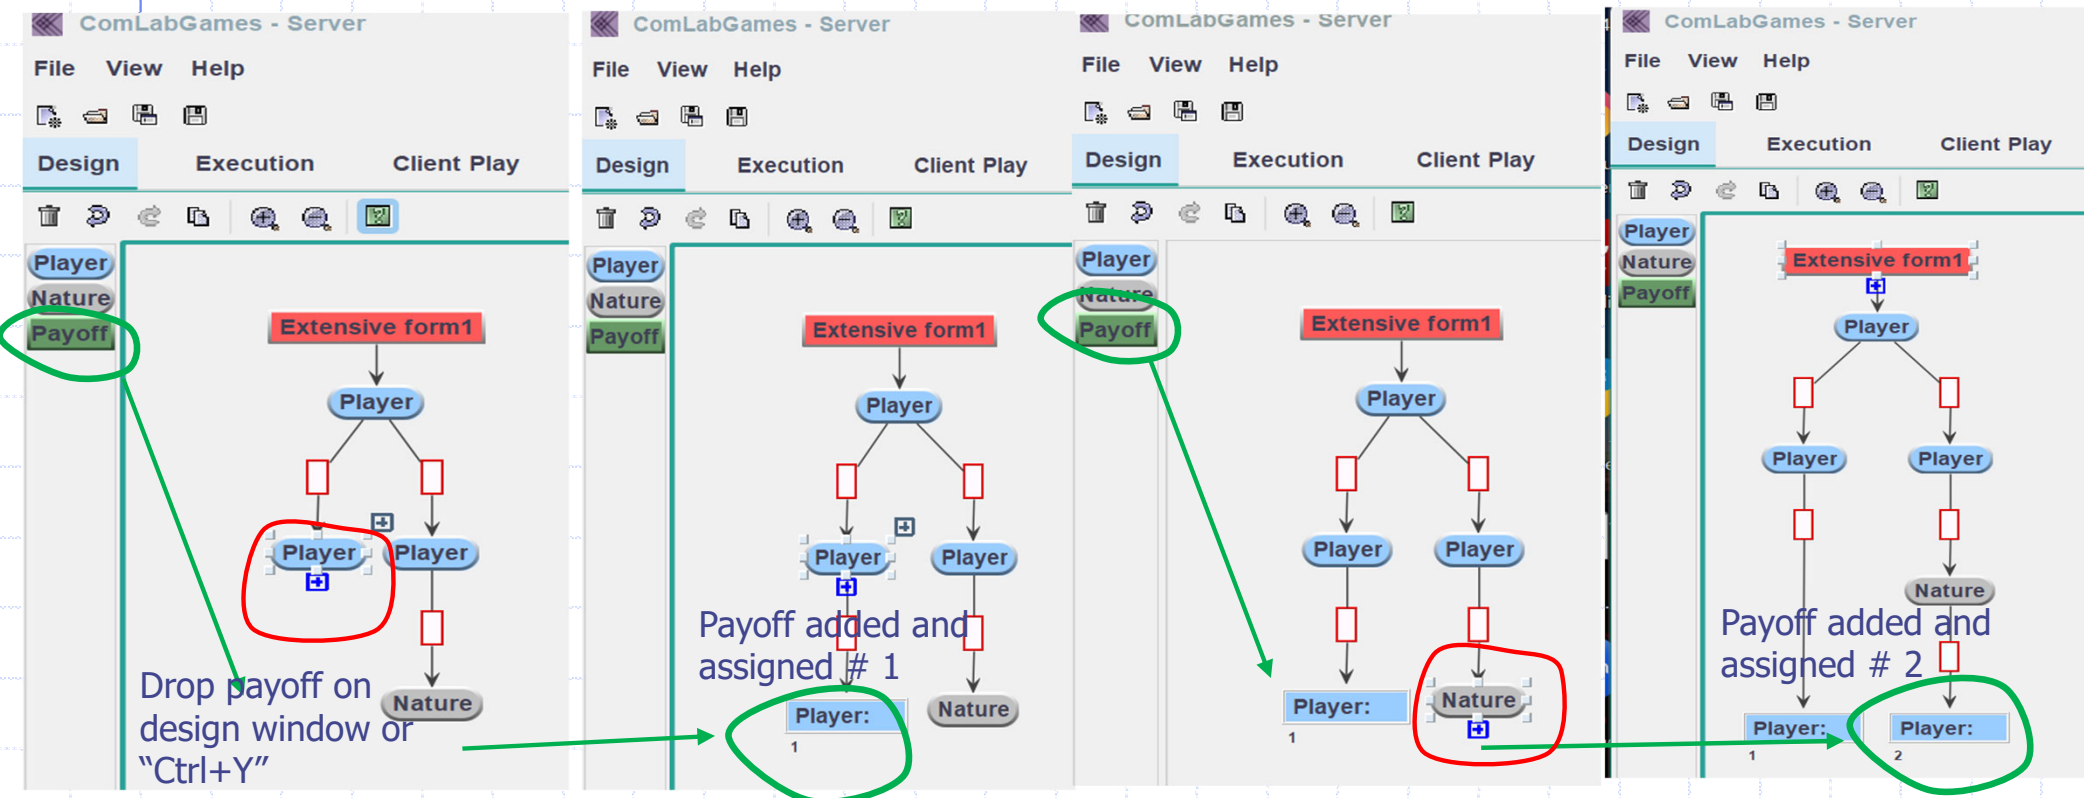 ComLabGames - Server
File View Help
Design Execution Client Play
Player
Nature
Payoff
Extensive form1
Player
Player Player
Nature
Drop payoff on
design window or
“Ctrl+Y”
ComLabGames - Server
File View Help
Design Execution Client Play
Player
Nature
Payoff
Extensive form1
Player
Player Player
Payoff added and
assigned # 1
Player: Nature
1
ComLabGames - Server
File View Help
Design Execution Client Play
Player
Nature
Payoff
Extensive form1
Player
Player Player
Player: Nature
1
ComLabGames - Server
File View Help
Design Execution Client Play
Player
Nature
Payoff
Extensive form1
Player
Player Player
Nature
Payoff added and
assigned # 2
Player: Player:
1 2